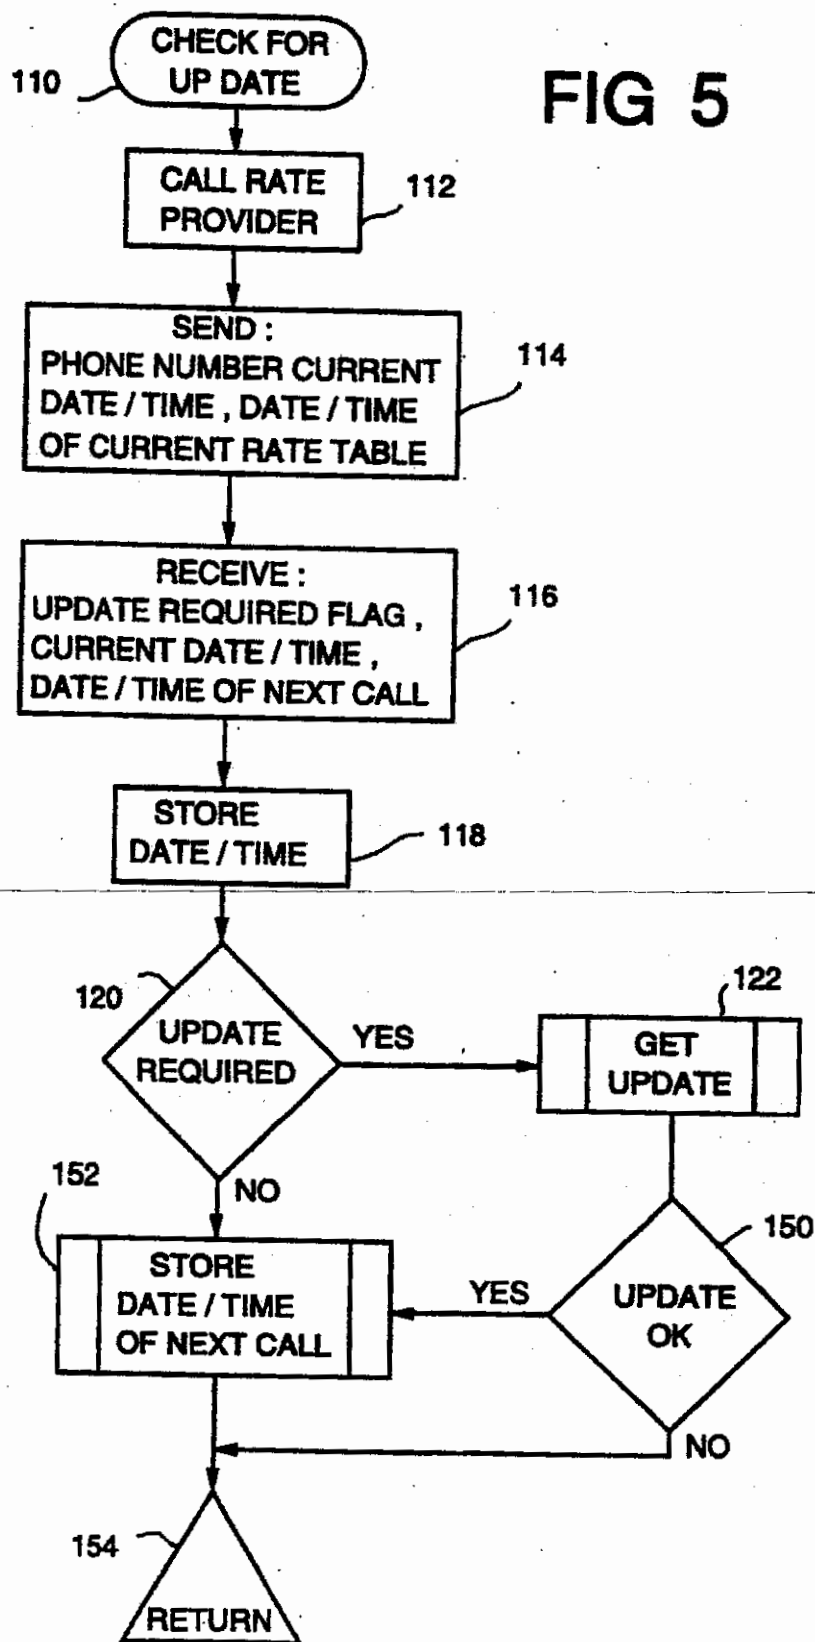 FIG 5
CHECK FOR
UP DATE
110
CALL RATE
PROVIDER
112
SEND :
PHONE NUMBER CURRENT
DATE / TIME , DATE / TIME
OF CURRENT RATE TABLE
114
RECEIVE :
UPDATE REQUIRED FLAG ,
CURRENT DATE / TIME ,
DATE / TIME OF NEXT CALL
116
STORE
DATE / TIME
118
120
UPDATE
REQUIRED
YES
122
GET
UPDATE
NO
152
STORE
DATE / TIME
OF NEXT CALL
YES
150
UPDATE
OK
NO
154
RETURN